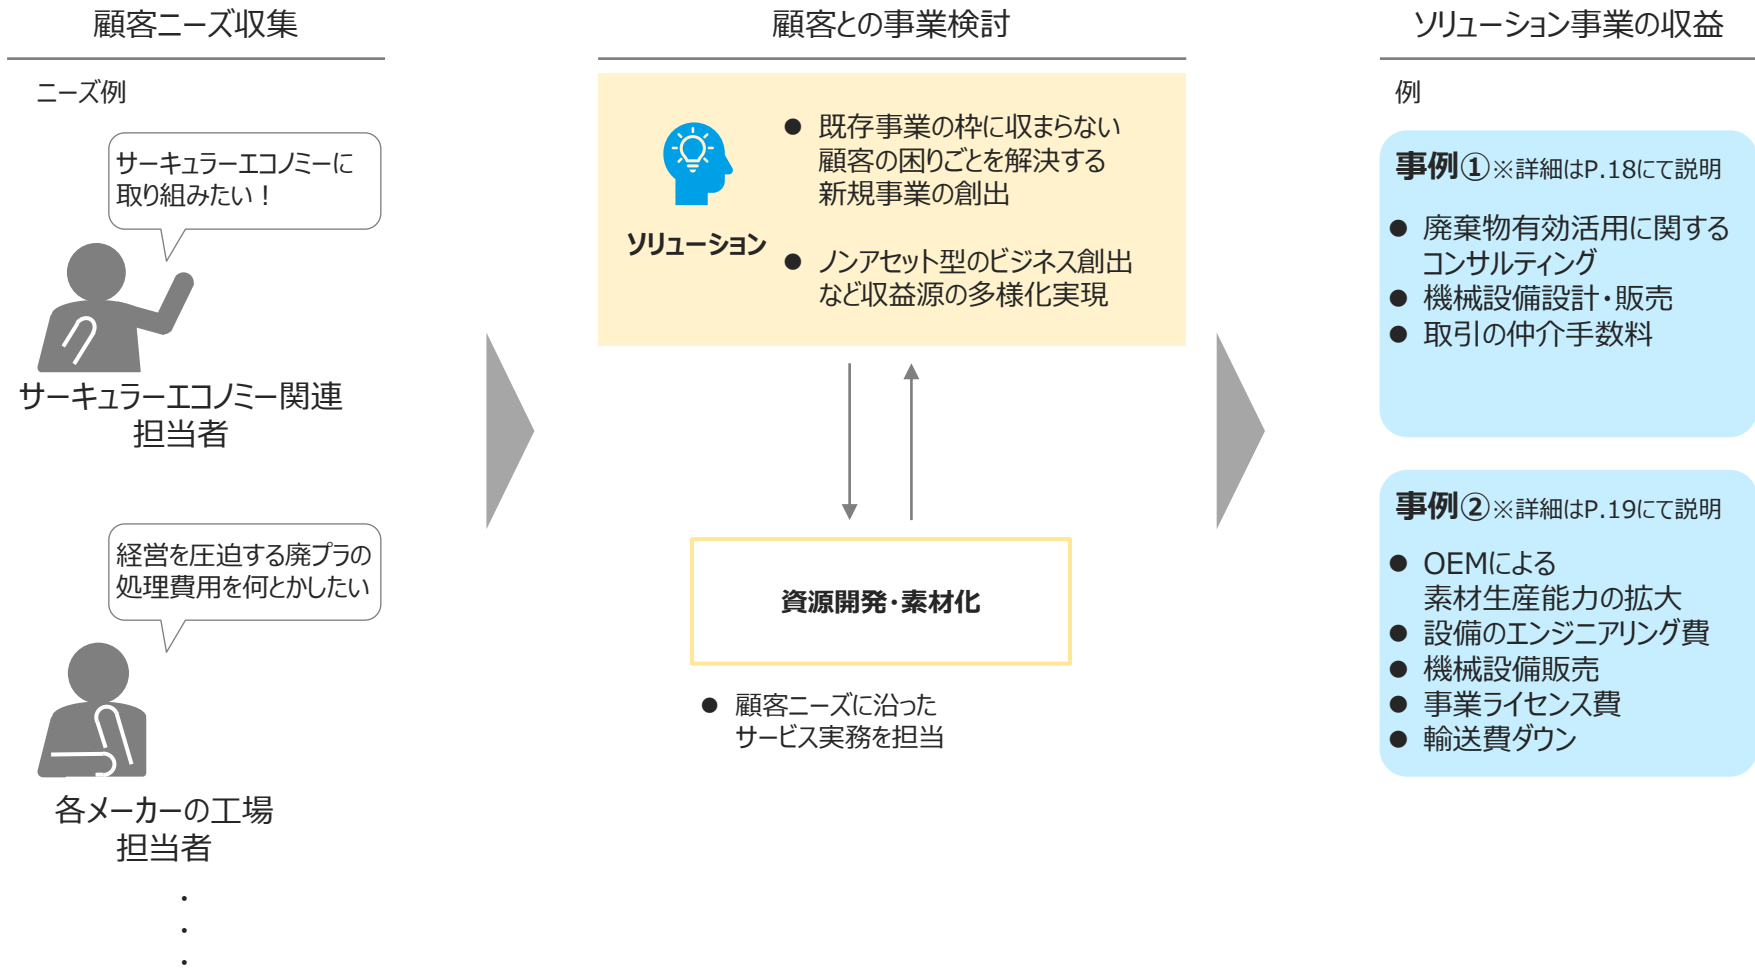 顧客ニーズ収集
ニーズ例
サーキュラーエコノミーに
取り組みたい！
サーキュラーエコノミー関連
担当者
経営を圧迫する廃プラの
処理費用を何とかしたい
各メーカーの工場
担当者
・
・
・
顧客との事業検討
ソリューション
● 既存事業の枠に収まらない
顧客の困りごとを解決する
新規事業の創出
● ノンアセット型のビジネス創出
など収益源の多様化実現
資源開発・素材化
● 顧客ニーズに沿った
サービス実務を担当
ソリューション事業の収益
例
事例①※詳細はP.18にて説明
● 廃棄物有効活用に関する
コンサルティング
● 機械設備設計・販売
● 取引の仲介手数料
事例②※詳細はP.19にて説明
● OEMによる
素材生産能力の拡大
● 設備のエンジニアリング費
● 機械設備販売
● 事業ライセンス費
● 輸送費ダウン